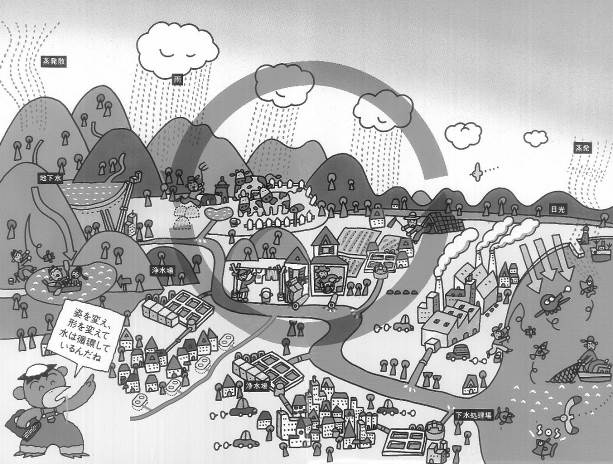 蒸発散
雨
蒸発
地下水
日光
浄水場
姿を変え、
形を変えて
水は循環して
いるんだね
浄水場
下水処理場